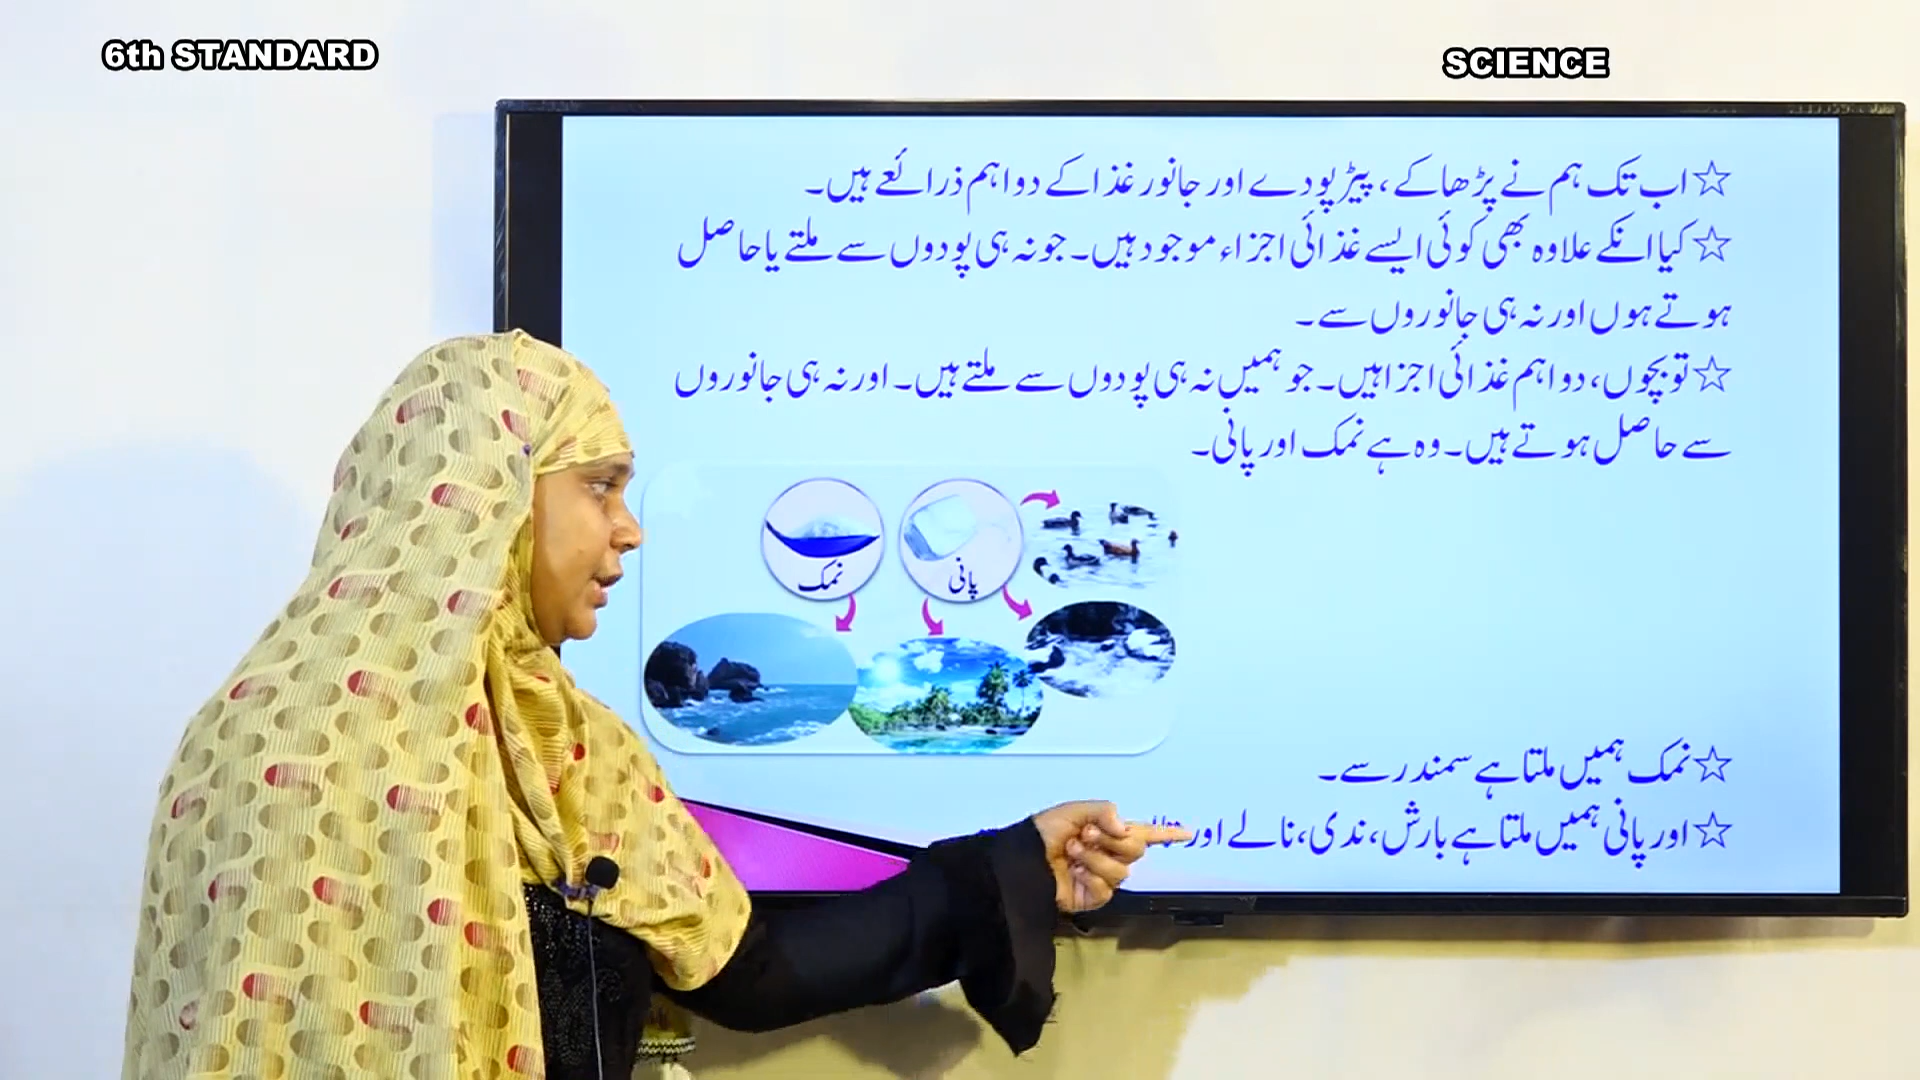 6th STANDARD
SCIENCE
☆ اب تک ہم نے پڑھا کے، پیڑ پودے اور جانور غذا کے دو اہم ذرائع ہیں۔
☆ کیا انکے علاوہ بھی کوئی ایسے غذائی اجزاء موجود ہیں۔ جو نہ ہی پودوں سے ملتے یا حاصل
ہوتے ہوں اور نہ ہی جانوروں سے۔
☆ تو بچوں، دو اہم غذائی اجزا ہیں۔ جو ہمیں نہ ہی پودوں سے ملتے ہیں۔ اور نہ ہی جانوروں
سے حاصل ہوتے ہیں۔ وہ ہے نمک اور پانی۔
پانی
نمک
☆ نمک ہمیں ملتا ہے سمندر سے۔
☆ اور پانی ہمیں ملتا ہے بارش، ندی، نالے اور